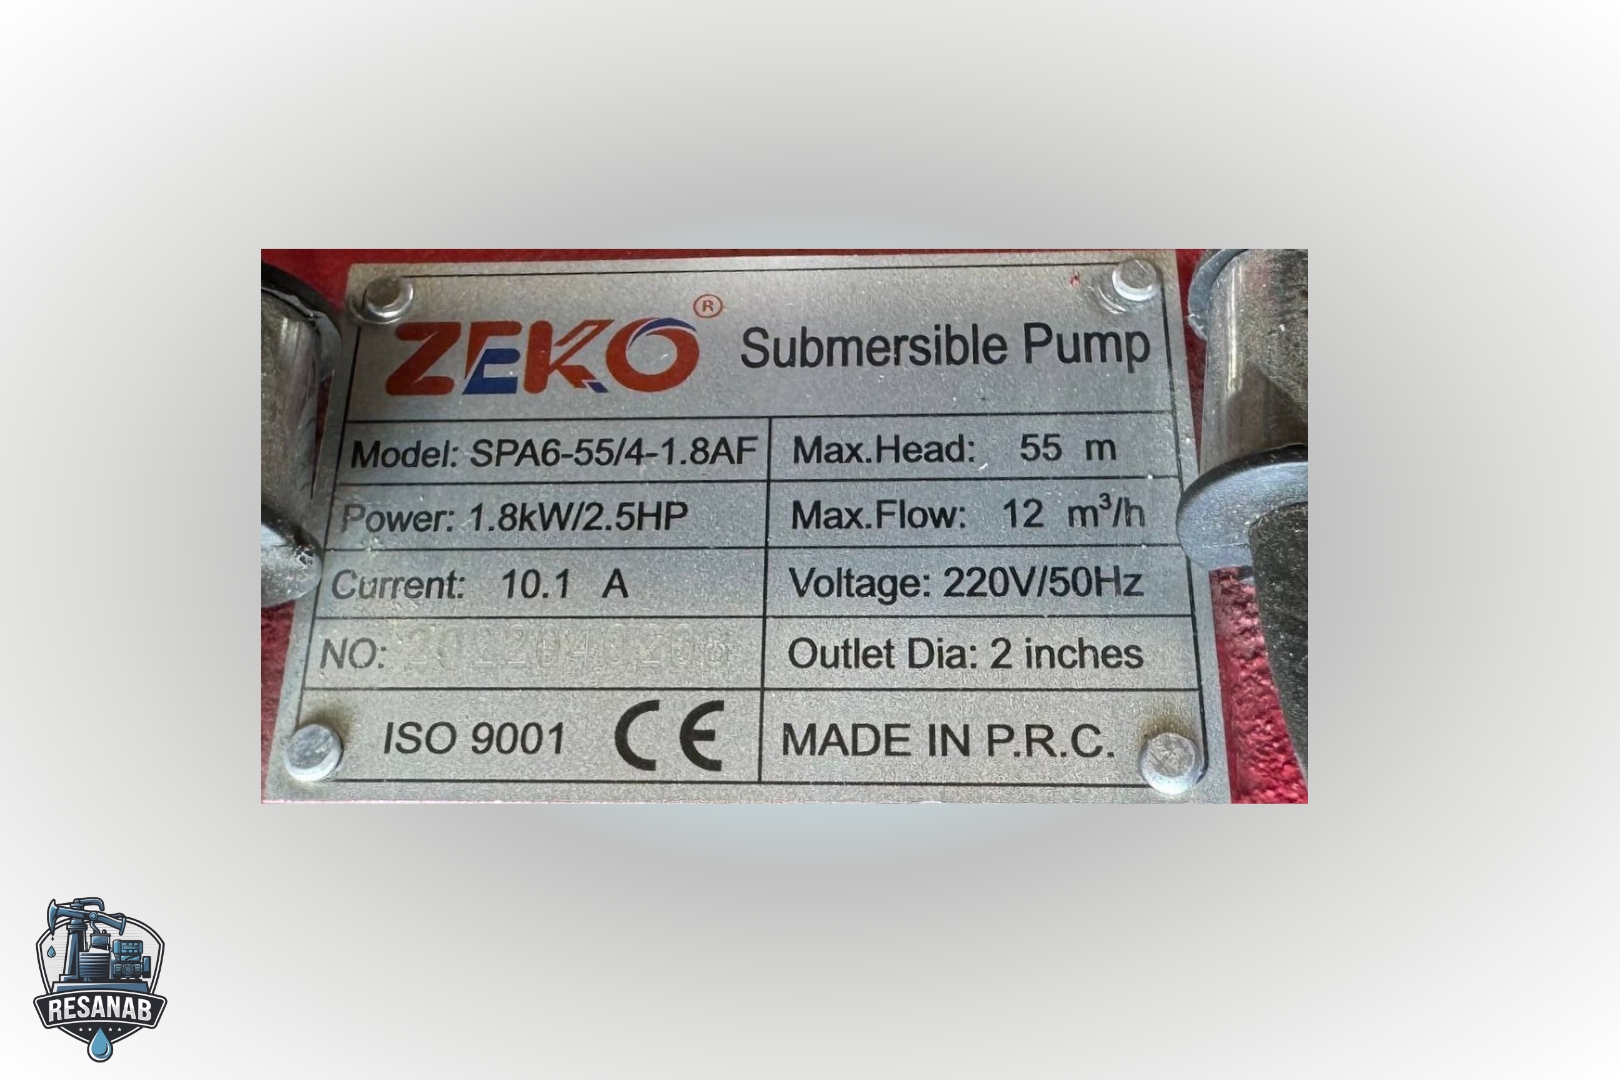 ZEKO® Submersible Pump
Model: SPA6-55/4-1.8AF
Max.Head: 55 m
Power: 1.8kW/2.5HP
Max.Flow: 12 m³/h
Current: 10.1 A
Voltage: 220V/50Hz
NO:
Outlet Dia: 2 inches
ISO 9001 CE
MADE IN P.R.C.
RESANAB